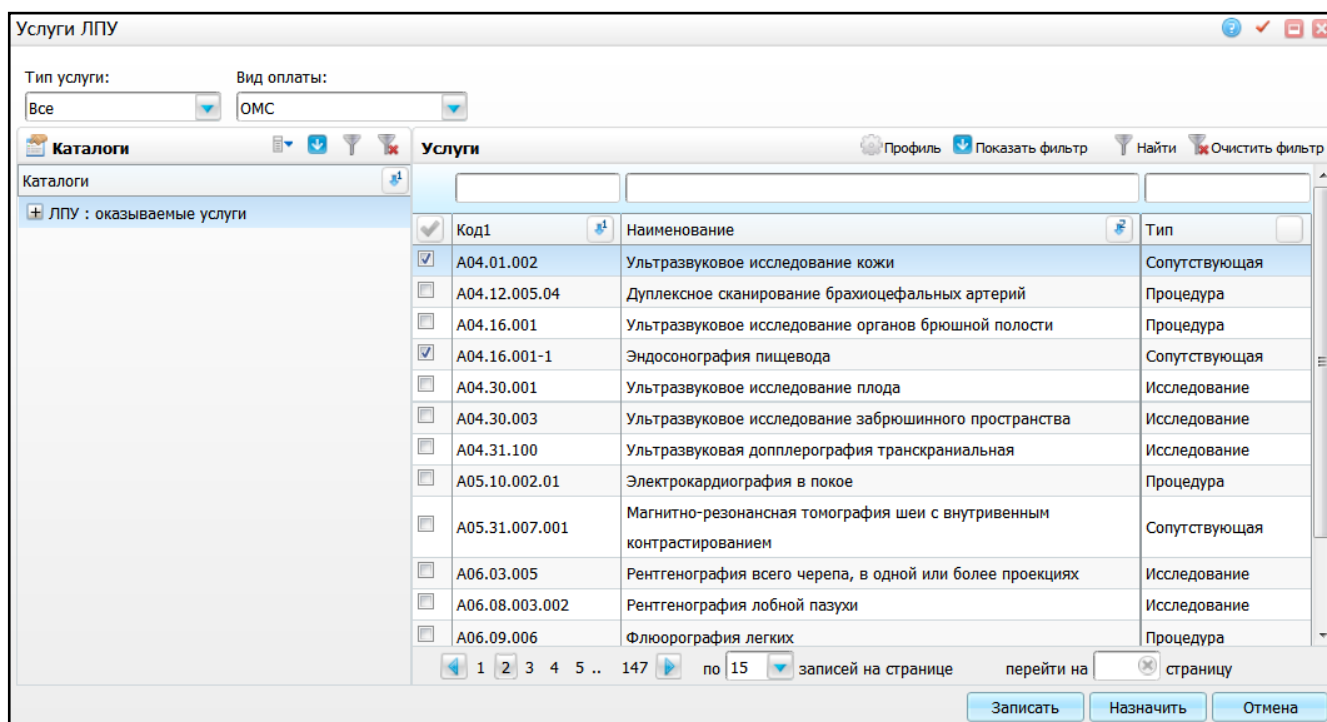 Услуги ЛПУ
Тип услуги: Вид оплаты:
Все ОМС
Каталоги
Услуги Профиль Показать фильтр Найти Очистить фильтр
Каталоги 1
ЛПУ : оказываемые услуги
Код1 1 Наименование 2 Тип
A04.01.002 Ультразвуковое исследование кожи Сопутствующая
A04.12.005.04 Дуплексное сканирование брахиоцефальных артерий Процедура
A04.16.001 Ультразвуковое исследование органов брюшной полости Процедура
A04.16.001-1 Эндосонография пищевода Сопутствующая
A04.30.001 Ультразвуковое исследование плода Исследование
A04.30.003 Ультразвуковое исследование забрюшинного пространства Исследование
A04.31.100 Ультразвуковая допплерография транскраниальная Исследование
A05.10.002.01 Электрокардиография в покое Процедура
A05.31.007.001 Магнитно-резонансная томография шеи с внутривенным Сопутствующая
контрастированием
A06.03.005 Рентгенография всего черепа, в одной или более проекциях Исследование
A06.08.003.002 Рентгенография лобной пазухи Исследование
A06.09.006 Флюорография легких Процедура
1 2 3 4 5 .. 147 по 15 записей на странице перейти на страницу
Записать Назначить Отмена